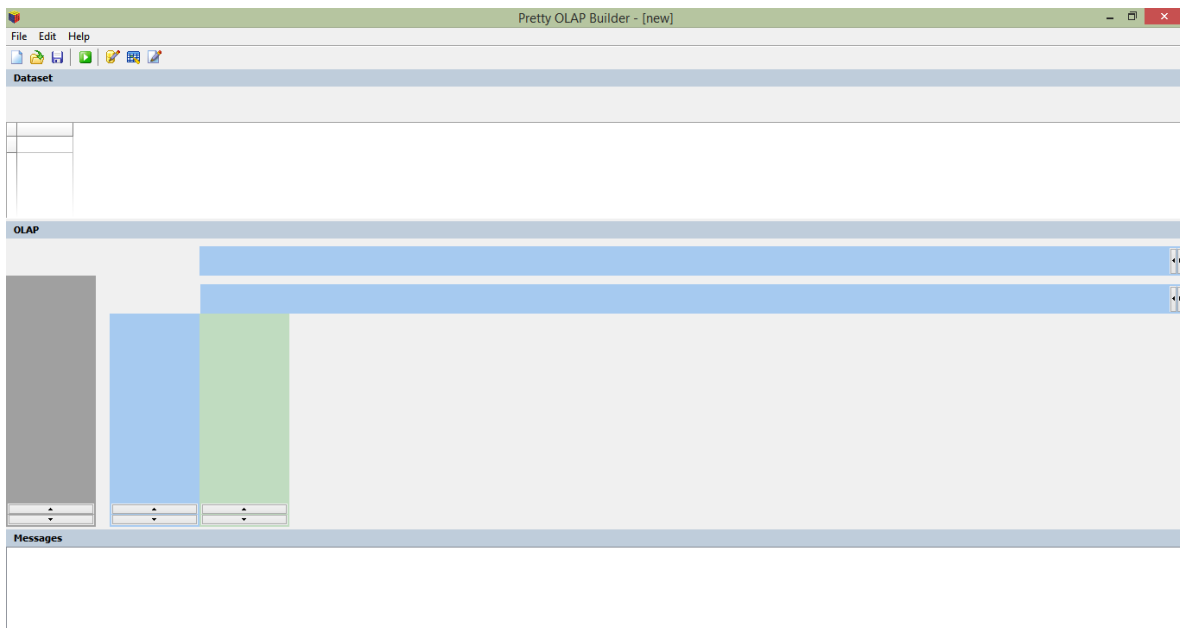 Pretty OLAP Builder - [new]
File Edit Help
Dataset
OLAP
Messages